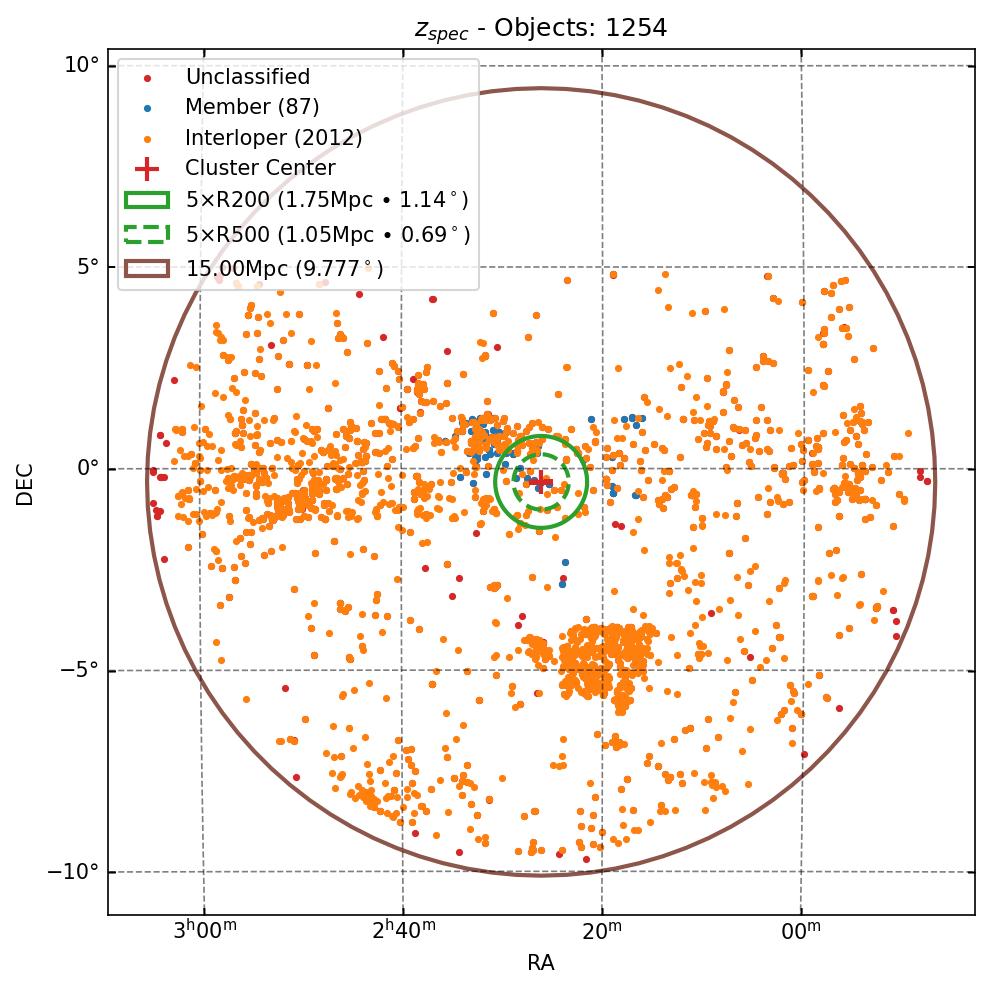 z_spec - Objects: 1254
10°
Unclassified
Member (87)
Interloper (2012)
Cluster Center
5×R200 (1.75Mpc • 1.14°)
5×R500 (1.05Mpc • 0.69°)
15.00Mpc (9.777°)
5°
0°
−5°
−10°
DEC
3ʰ00ᵐ 2ʰ40ᵐ 20ᵐ 00ᵐ
RA